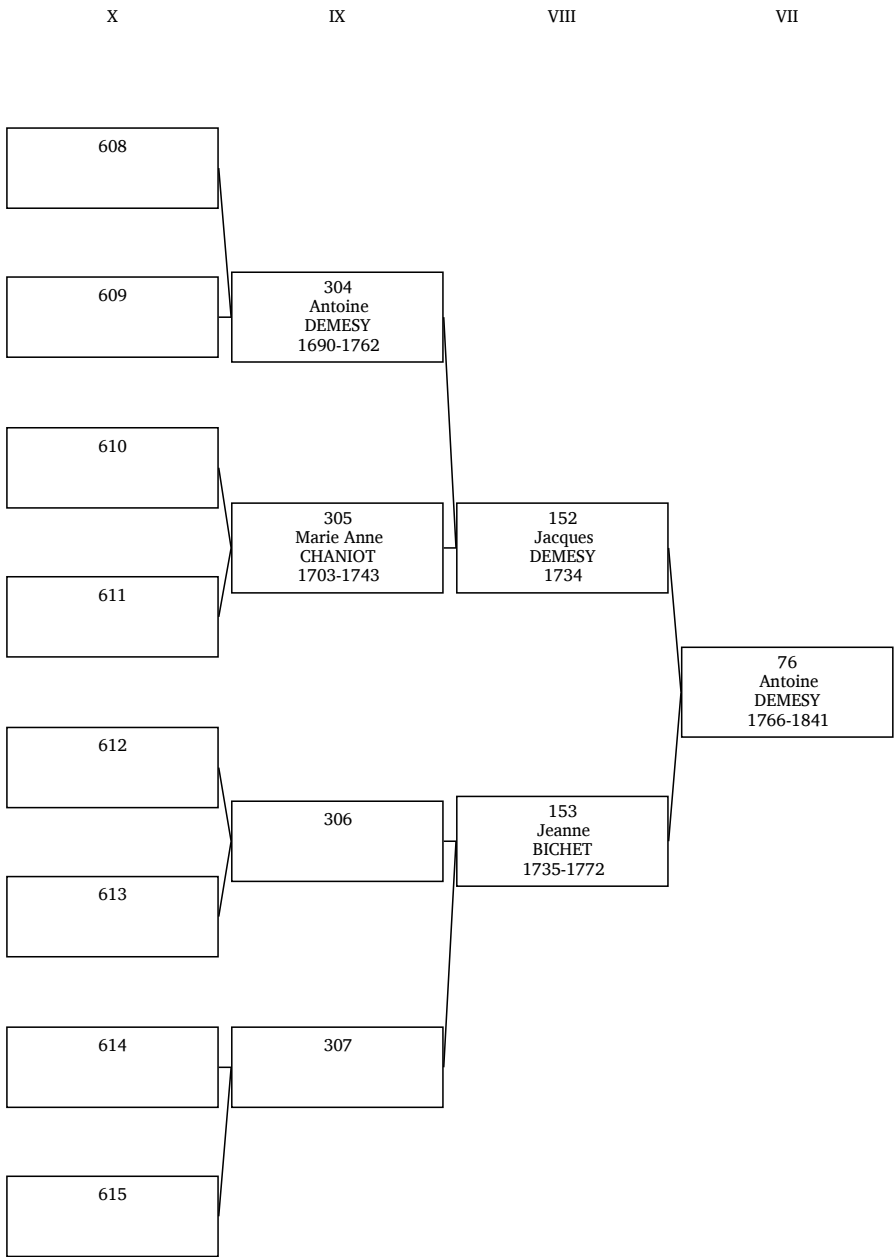 X IX VIII VII
608
609
304
Antoine
DEMESY
1690-1762
610
305
Marie Anne
CHANIOT
1703-1743
152
Jacques
DEMESY
1734
611
76
Antoine
DEMESY
1766-1841
612
306
153
Jeanne
BICHET
1735-1772
613
614
307
615